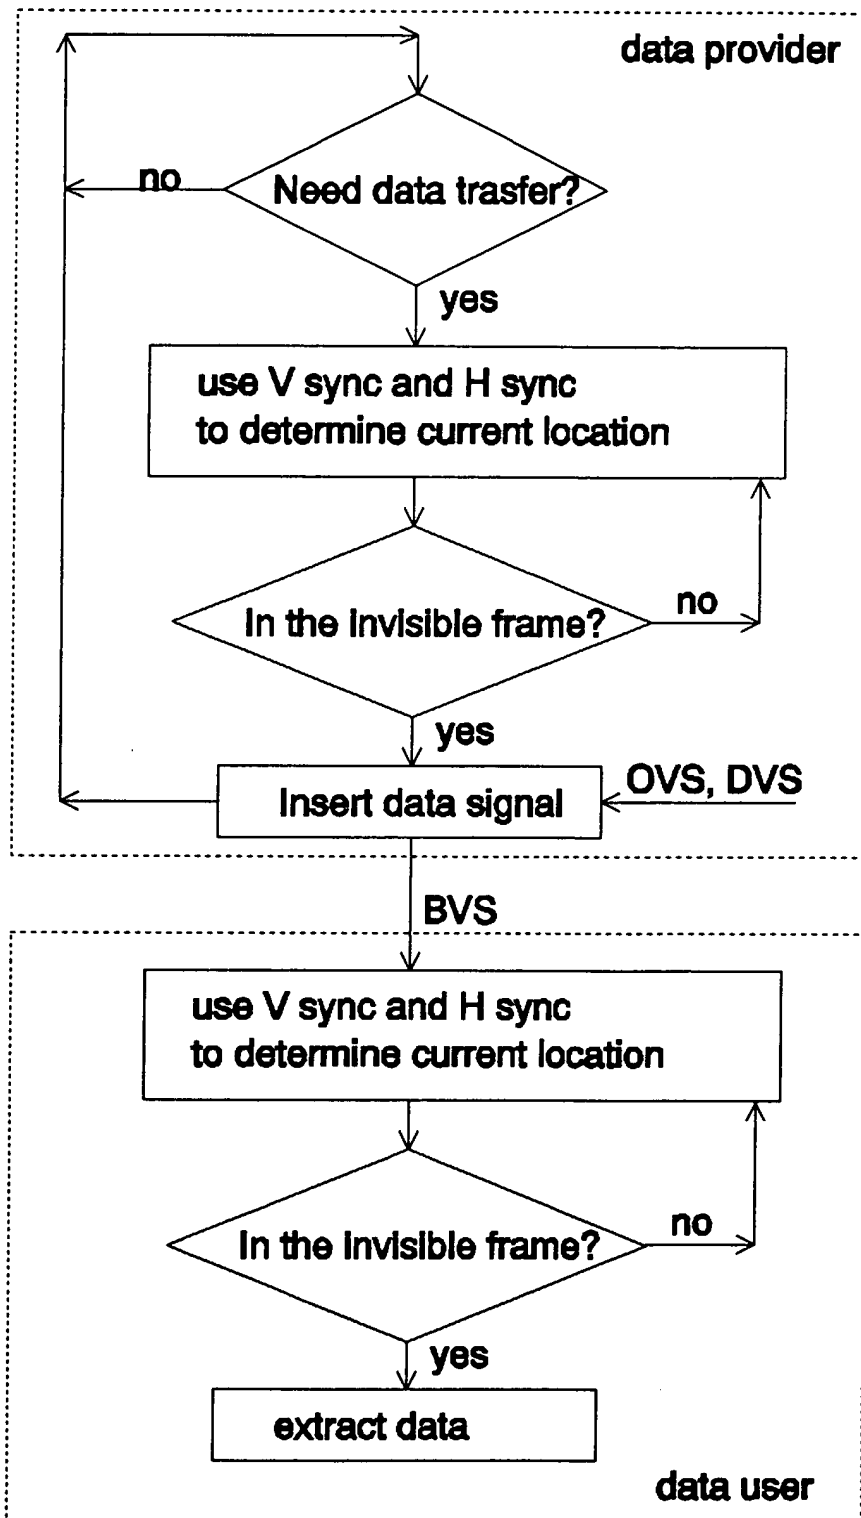 data provider
no
Need data trasfer?
yes
use V sync and H sync
to determine current location
In the invisible frame?
no
yes
Insert data signal
OVS, DVS
BVS
use V sync and H sync
to determine current location
In the invisible frame?
no
yes
extract data
data user